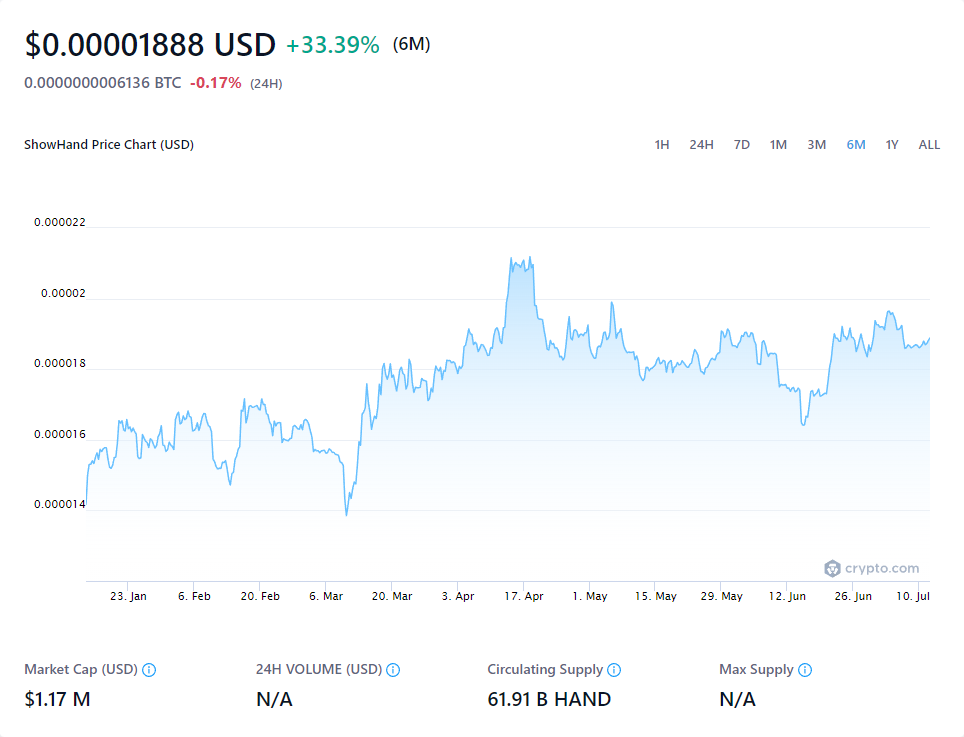 $0.00001888 USD +33.39% (6M)
0.0000000006136 BTC -0.17% (24H)
ShowHand Price Chart (USD) 1H 24H 7D 1M 3M 6M 1Y ALL
0.000022
0.00002
0.000018
0.000016
0.000014
crypto.com
23. Jan 6. Feb 20. Feb 6. Mar 20. Mar 3. Apr 17. Apr 1. May 15. May 29. May 12. Jun 26. Jun 10. Jul
Market Cap (USD) 24H VOLUME (USD) Circulating Supply Max Supply
$1.17 M N/A 61.91 B HAND N/A